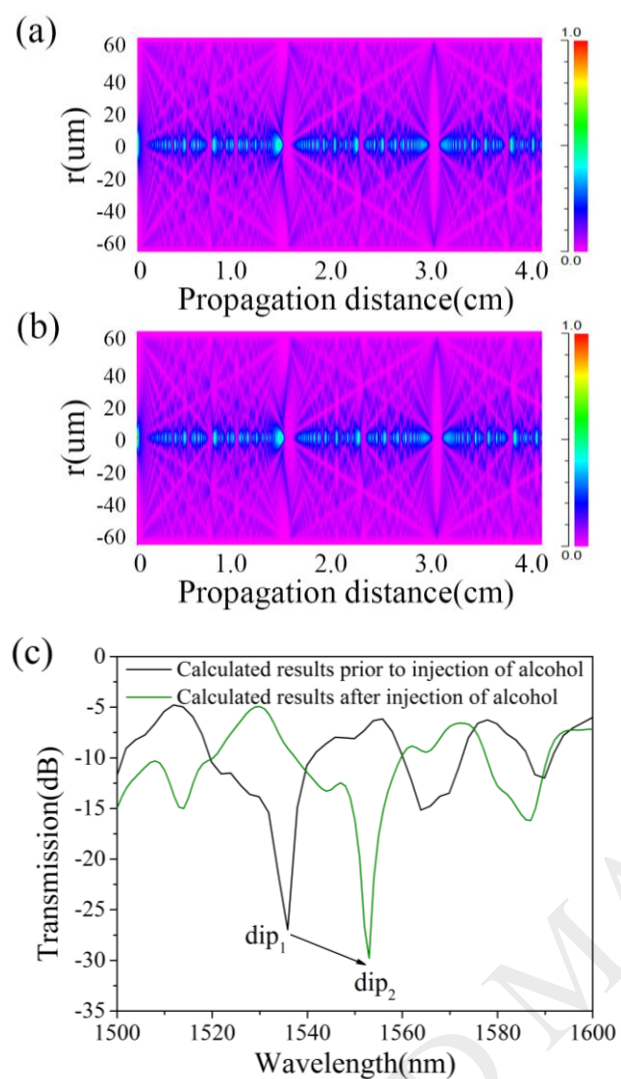 (a)
60
40
20
0
-20
-40
-60
r(um)
0 1.0 2.0 3.0 4.0
Propagation distance(cm)
1.0
0.0
(b)
60
40
20
0
-20
-40
-60
r(um)
0 1.0 2.0 3.0 4.0
Propagation distance(cm)
1.0
0.0
(c)
Calculated results prior to injection of alcohol
Calculated results after injection of alcohol
0
-5
-10
-15
-20
-25
-30
-35
Transmission(dB)
dip1
dip2
1500 1520 1540 1560 1580 1600
Wavelength(nm)
D M A